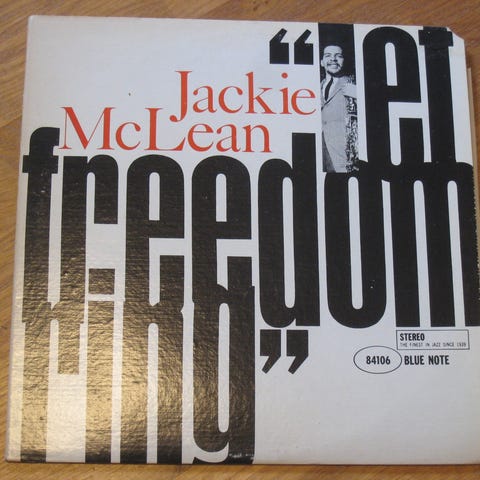 Jackie
McLean
“let
freedom
ring”
STEREO
THE FINEST IN JAZZ SINCE 1939
84106 BLUE NOTE